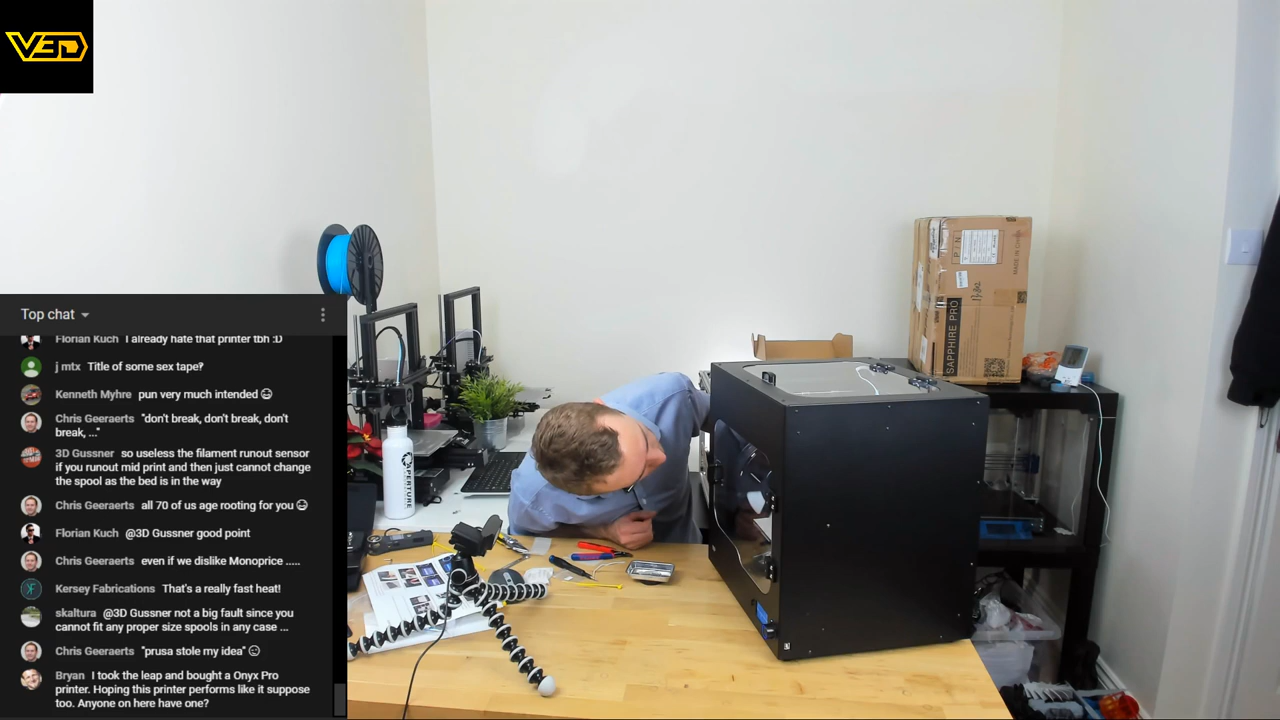 V3D
Top chat
Florian Kuch I already hate that printer tbh :D
j mtx Title of some sex tape?
Kenneth Myhre pun very much intended
Chris Geeraerts "don't break, don't break, don't
break, ..."
3D Gussner so useless the filament runout sensor
if you runout mid print and then just cannot change
the spool as the bed is in the way
Chris Geeraerts all 70 of us age rooting for you
Florian Kuch @3D Gussner good point
Chris Geeraerts even if we dislike Monoprice .....
Kersey Fabrications That's a really fast heat!
skaltura @3D Gussner not a big fault since you
cannot fit any proper size spools in any case ...
Chris Geeraerts "prusa stole my idea"
Bryan I took the leap and bought a Onyx Pro
printer. Hoping this printer performs like it suppose
too. Anyone on here have one?
APERTURE
P/N
MADE IN CHINA
SAPPHIRE PRO